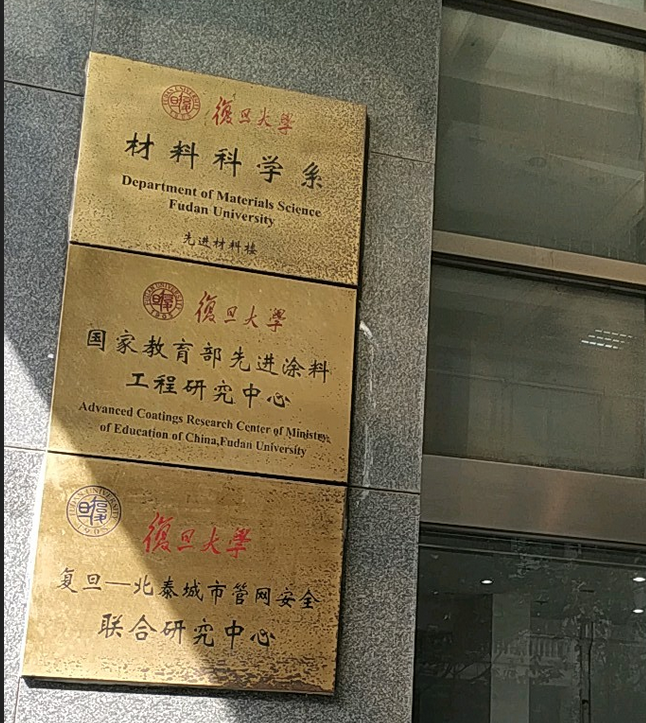 復旦大學
材料科学系
Department of Materials Science
Fudan University
先进材料楼
復旦大學
国家教育部先进涂料
工程研究中心
Advanced Coatings Research Center of Ministry
of Education of China,Fudan University
復旦大學
复旦—北泰城市管网安全
联合研究中心